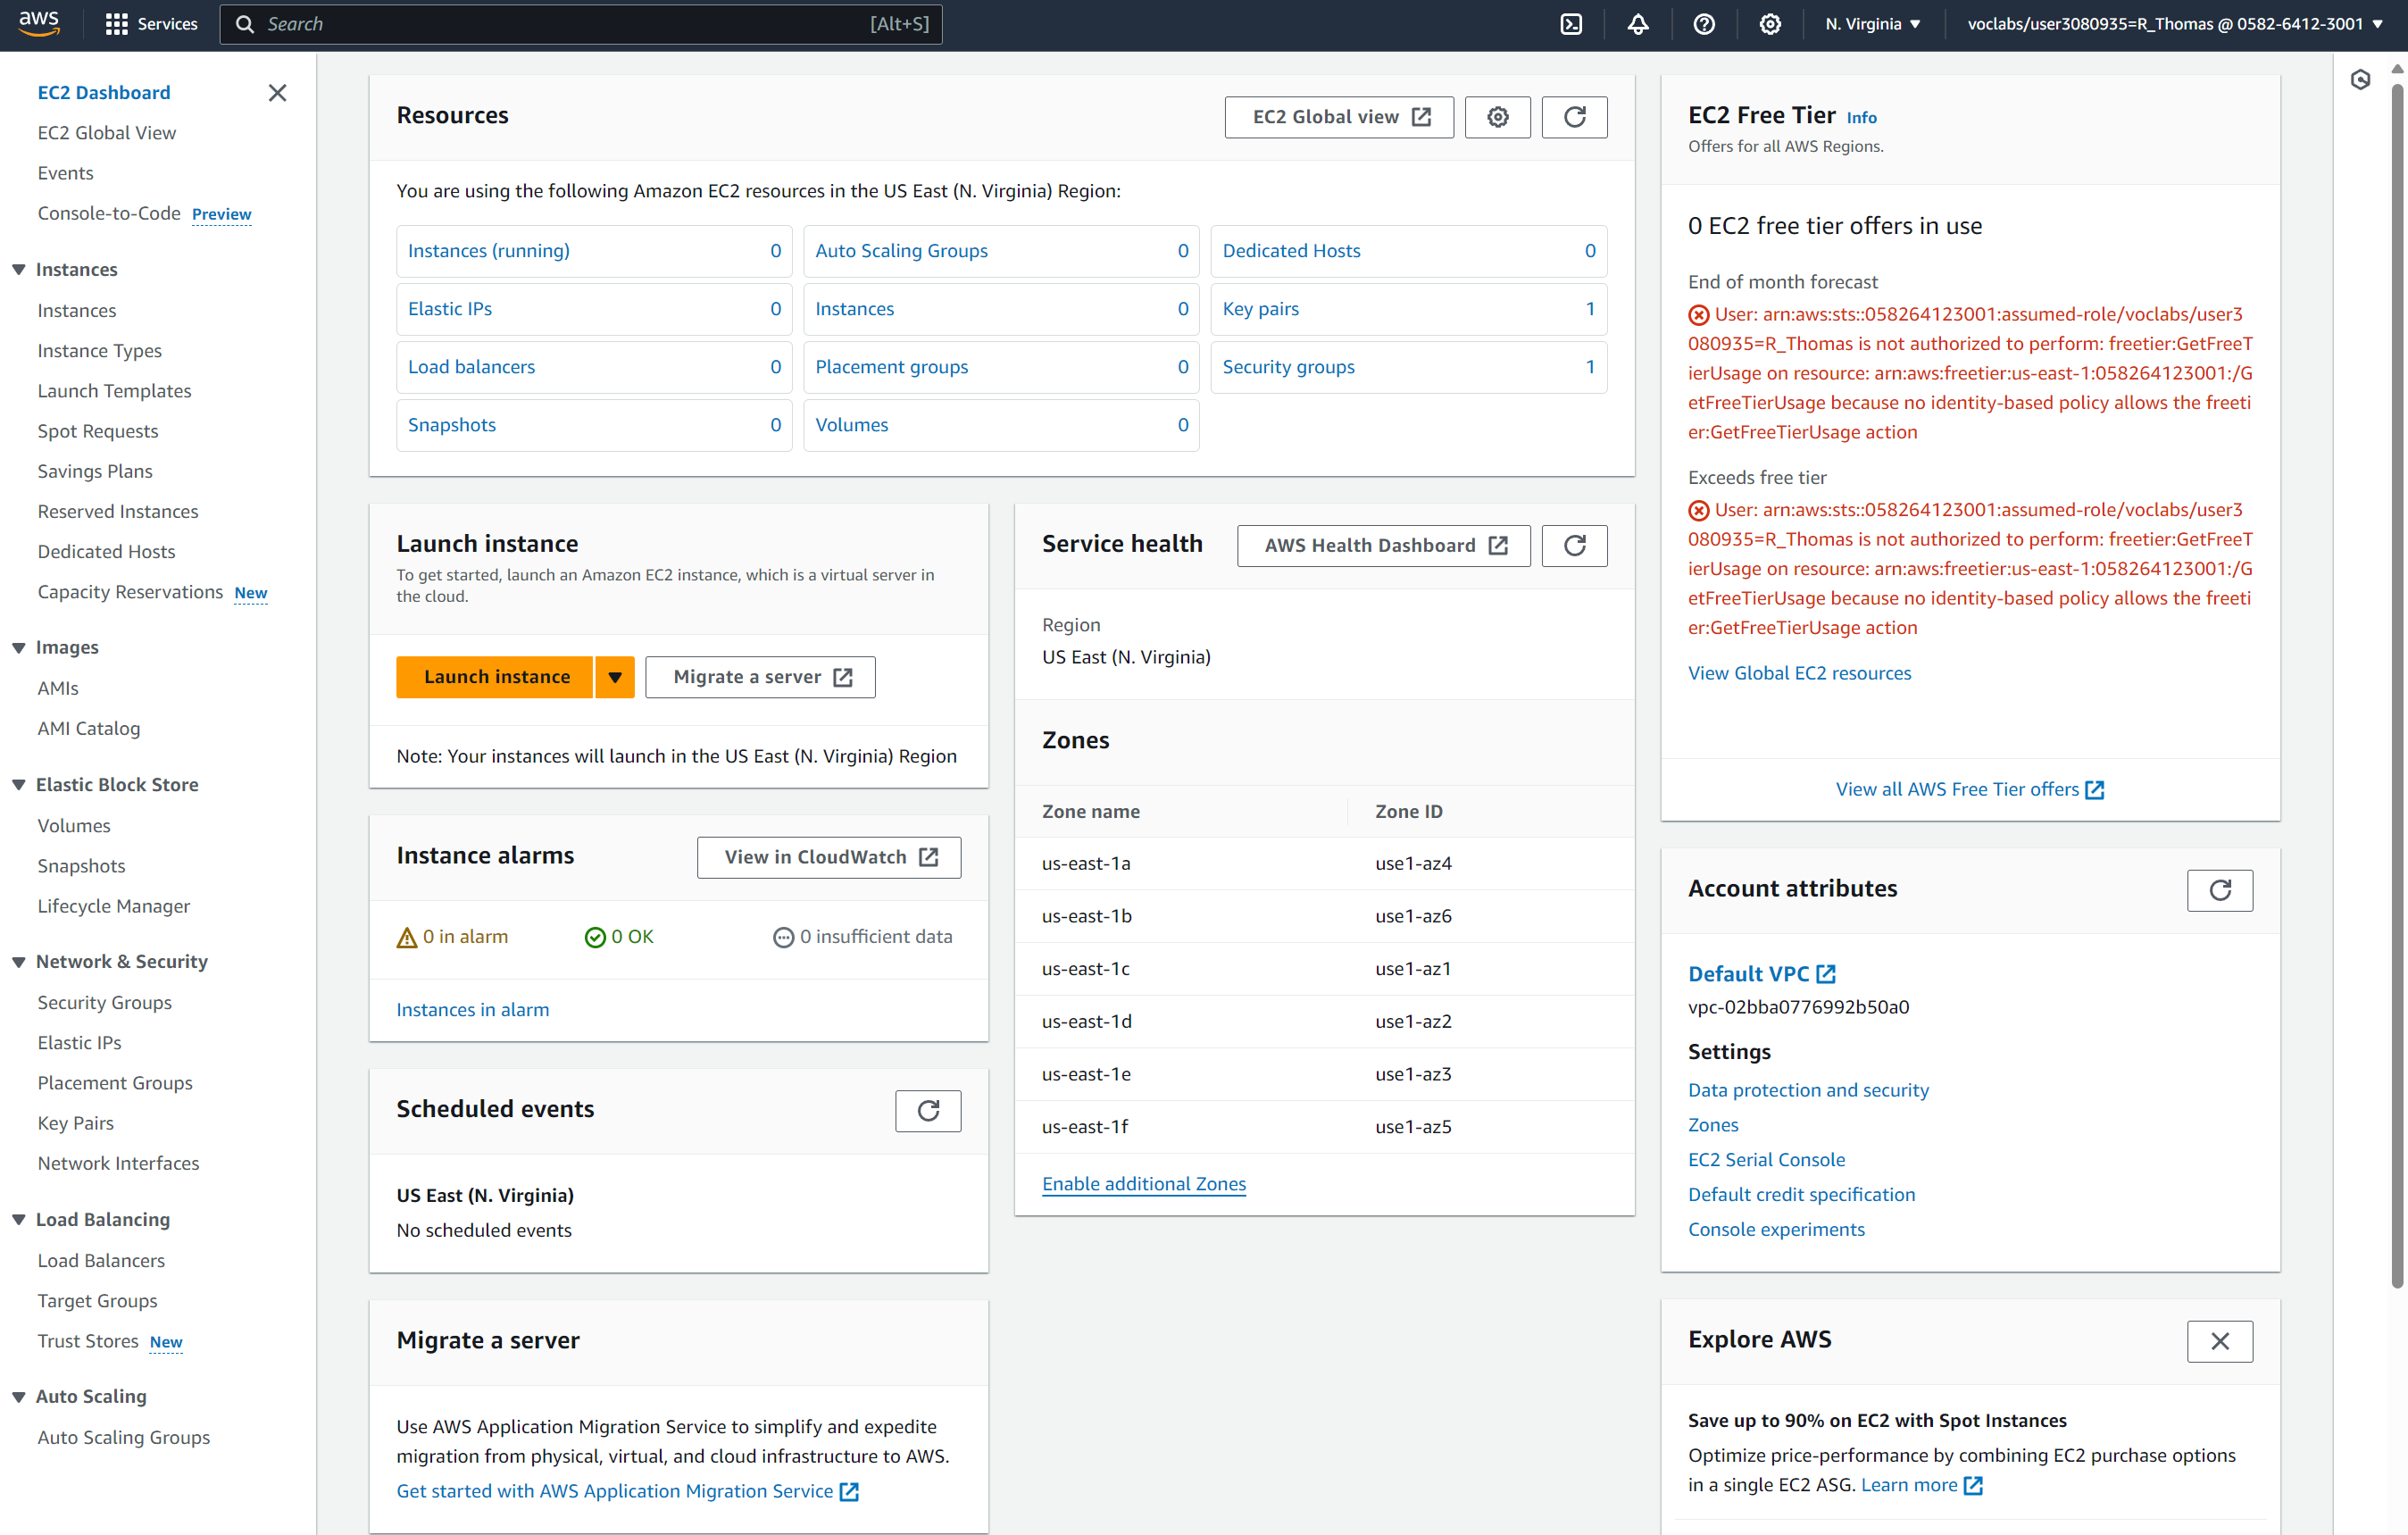 aws
Services
Search
[Alt+S]
N. Virginia
voclabs/user3080935=R_Thomas @ 0582-6412-3001
EC2 Dashboard
EC2 Global View
Events
Console-to-Code Preview
Instances
Instances
Instance Types
Launch Templates
Spot Requests
Savings Plans
Reserved Instances
Dedicated Hosts
Capacity Reservations New
Images
AMIs
AMI Catalog
Elastic Block Store
Volumes
Snapshots
Lifecycle Manager
Network & Security
Security Groups
Elastic IPs
Placement Groups
Key Pairs
Network Interfaces
Load Balancing
Load Balancers
Target Groups
Trust Stores New
Auto Scaling
Auto Scaling Groups
Resources
EC2 Global view
You are using the following Amazon EC2 resources in the US East (N. Virginia) Region:
Instances (running) 0
Auto Scaling Groups 0
Dedicated Hosts 0
Elastic IPs 0
Instances 0
Key pairs 1
Load balancers 0
Placement groups 0
Security groups 1
Snapshots 0
Volumes 0
Launch instance
To get started, launch an Amazon EC2 instance, which is a virtual server in
the cloud.
Launch instance
Migrate a server
Note: Your instances will launch in the US East (N. Virginia) Region
Instance alarms
View in CloudWatch
0 in alarm
0 OK
0 insufficient data
Instances in alarm
Scheduled events
US East (N. Virginia)
No scheduled events
Migrate a server
Use AWS Application Migration Service to simplify and expedite
migration from physical, virtual, and cloud infrastructure to AWS.
Get started with AWS Application Migration Service
Service health
AWS Health Dashboard
Region
US East (N. Virginia)
Zones
Zone name Zone ID
us-east-1a use1-az4
us-east-1b use1-az6
us-east-1c use1-az1
us-east-1d use1-az2
us-east-1e use1-az3
us-east-1f use1-az5
Enable additional Zones
EC2 Free Tier Info
Offers for all AWS Regions.
0 EC2 free tier offers in use
End of month forecast
User: arn:aws:sts::058264123001:assumed-role/voclabs/user3
080935=R_Thomas is not authorized to perform: freetier:GetFreeT
ierUsage on resource: arn:aws:freetier:us-east-1:058264123001:/G
etFreeTierUsage because no identity-based policy allows the freeti
er:GetFreeTierUsage action
Exceeds free tier
User: arn:aws:sts::058264123001:assumed-role/voclabs/user3
080935=R_Thomas is not authorized to perform: freetier:GetFreeT
ierUsage on resource: arn:aws:freetier:us-east-1:058264123001:/G
etFreeTierUsage because no identity-based policy allows the freeti
er:GetFreeTierUsage action
View Global EC2 resources
View all AWS Free Tier offers
Account attributes
Default VPC
vpc-02bba0776992b50a0
Settings
Data protection and security
Zones
EC2 Serial Console
Default credit specification
Console experiments
Explore AWS
Save up to 90% on EC2 with Spot Instances
Optimize price-performance by combining EC2 purchase options
in a single EC2 ASG. Learn more